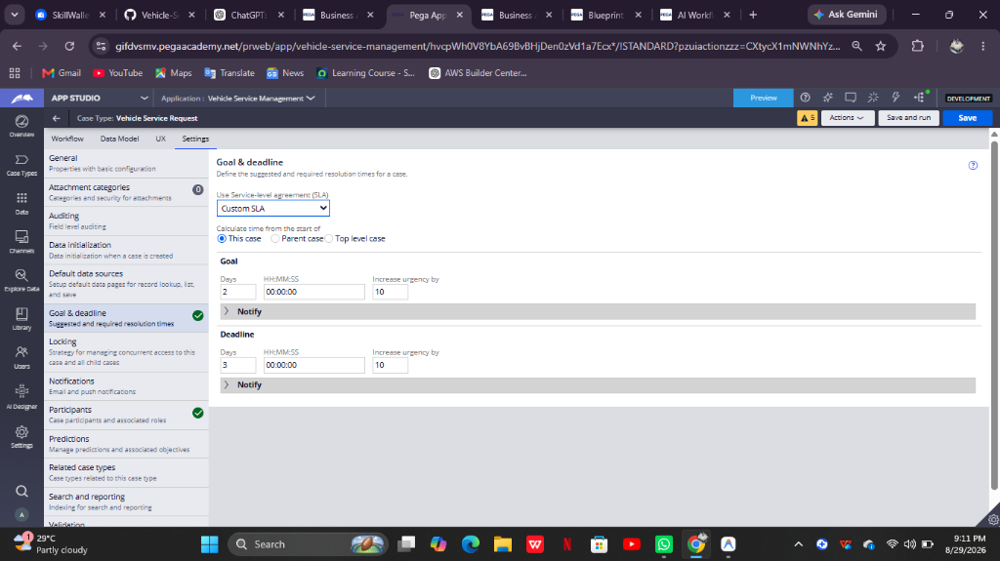 SkillWalle
Vehicle-S
ChatGPT:
Business
Pega App
Business
Blueprint
AI Workf
Ask Gemini
gifdvsmv.pegaacademy.net/prweb/app/vehicle-service-management/hvcpWh0V8YbA69BvBHjDen0zVd1a7Ecx*/!STANDARD?pzuiactionzzz=CXtycX1mNWNhYz...
Gmail
YouTube
Maps
Translate
News
Learning Course - S...
AWS Builder Center...
APP STUDIO
Application : Vehicle Service Management
Preview
DEVELOPMENT
Case Type: Vehicle Service Request
5
Actions
Save and run
Save
Overview
Case Types
Data
Channels
Explore Data
Library
Users
AI Designer
Settings
A
Workflow
Data Model
UX
Settings
General
Properties with basic configuration
Attachment categories
0
Categories and security for attachments
Auditing
Field level auditing
Data initialization
Data initialization when a case is created
Default data sources
Setup default data pages for record lookup, list,
and save
Goal & deadline
Suggested and required resolution times
Locking
Strategy for managing concurrent access to this
case and all child cases
Notifications
Email and push notifications
Participants
Case participants and associated roles
Predictions
Manage predictions and associated objectives
Related case types
Case types related to this case type
Search and reporting
Indexing for search and reporting
Validation
Goal & deadline
Define the suggested and required resolution times for a case.
Use Service-level agreement (SLA)
Custom SLA
Calculate time from the start of
This case
Parent case
Top level case
Goal
Days
HH:MM:SS
Increase urgency by
2
00:00:00
10
Notify
Deadline
Days
HH:MM:SS
Increase urgency by
3
00:00:00
10
Notify
1
29°C
Partly cloudy
Search
9:11 PM
8/29/2026